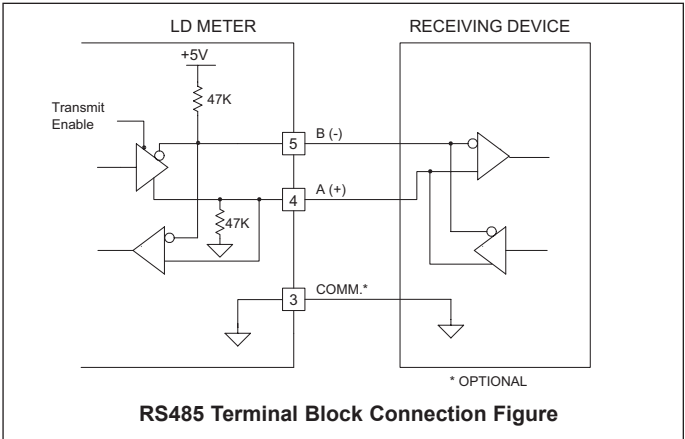 LD METER
RECEIVING DEVICE
+5V
47K
Transmit
Enable
5
B (-)
4
A (+)
47K
3
COMM.*
* OPTIONAL
RS485 Terminal Block Connection Figure